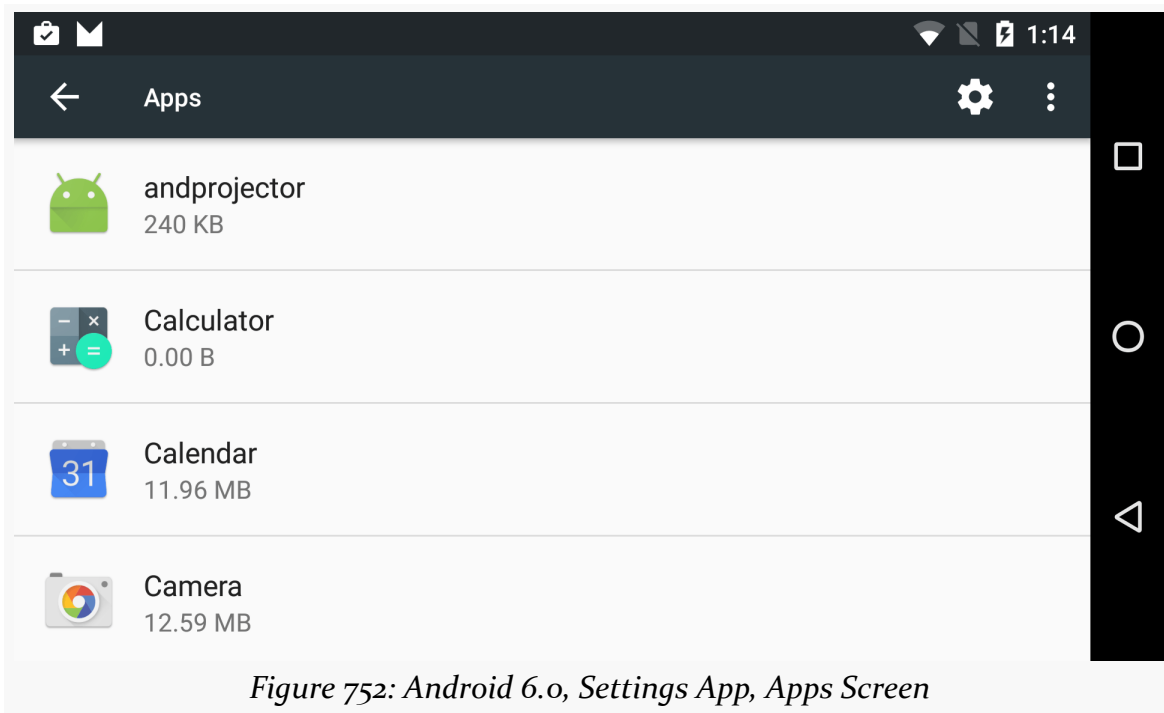 1:14
Apps
andprojector
240 KB
Calculator
0.00 B
31
Calendar
11.96 MB
Camera
12.59 MB
Figure 752: Android 6.0, Settings App, Apps Screen